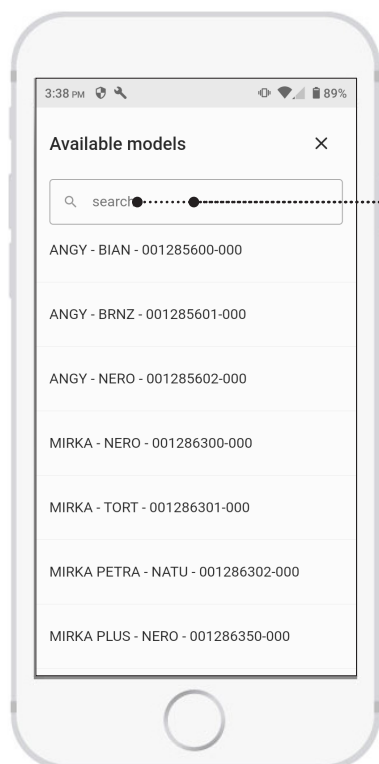 3:38 PM 89%
Available models
search
ANGY - BIAN - 001285600-000
ANGY - BRNZ - 001285601-000
ANGY - NERO - 001285602-000
MIRKA - NERO - 001286300-000
MIRKA - TORT - 001286301-000
MIRKA PETRA - NATU - 001286302-000
MIRKA PLUS - NERO - 001286350-000